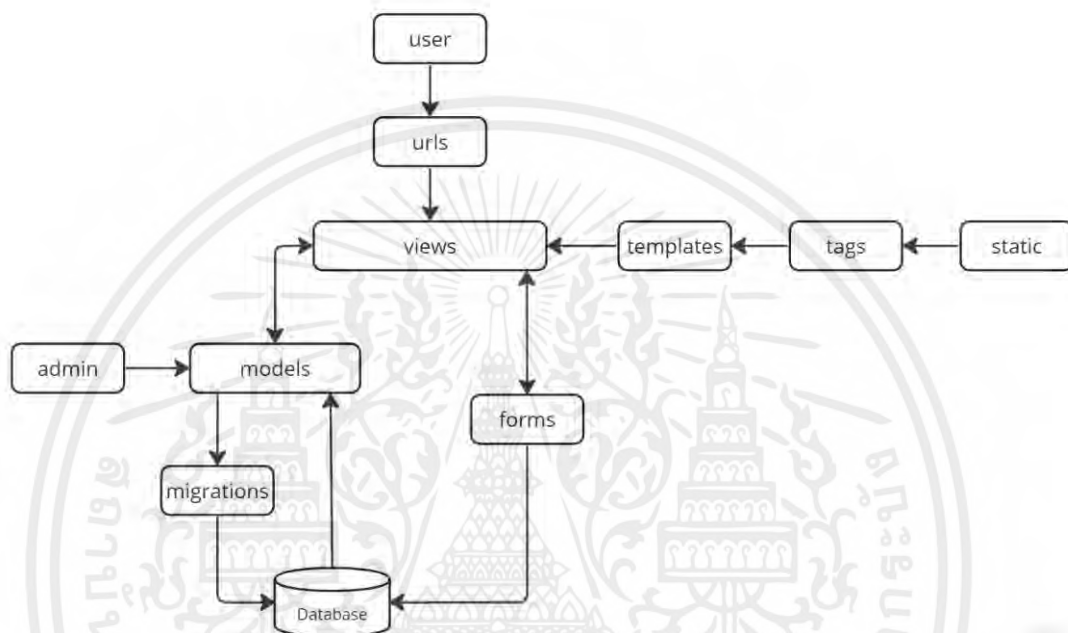 user
urls
views
templates
tags
static
admin
models
forms
migrations
Database